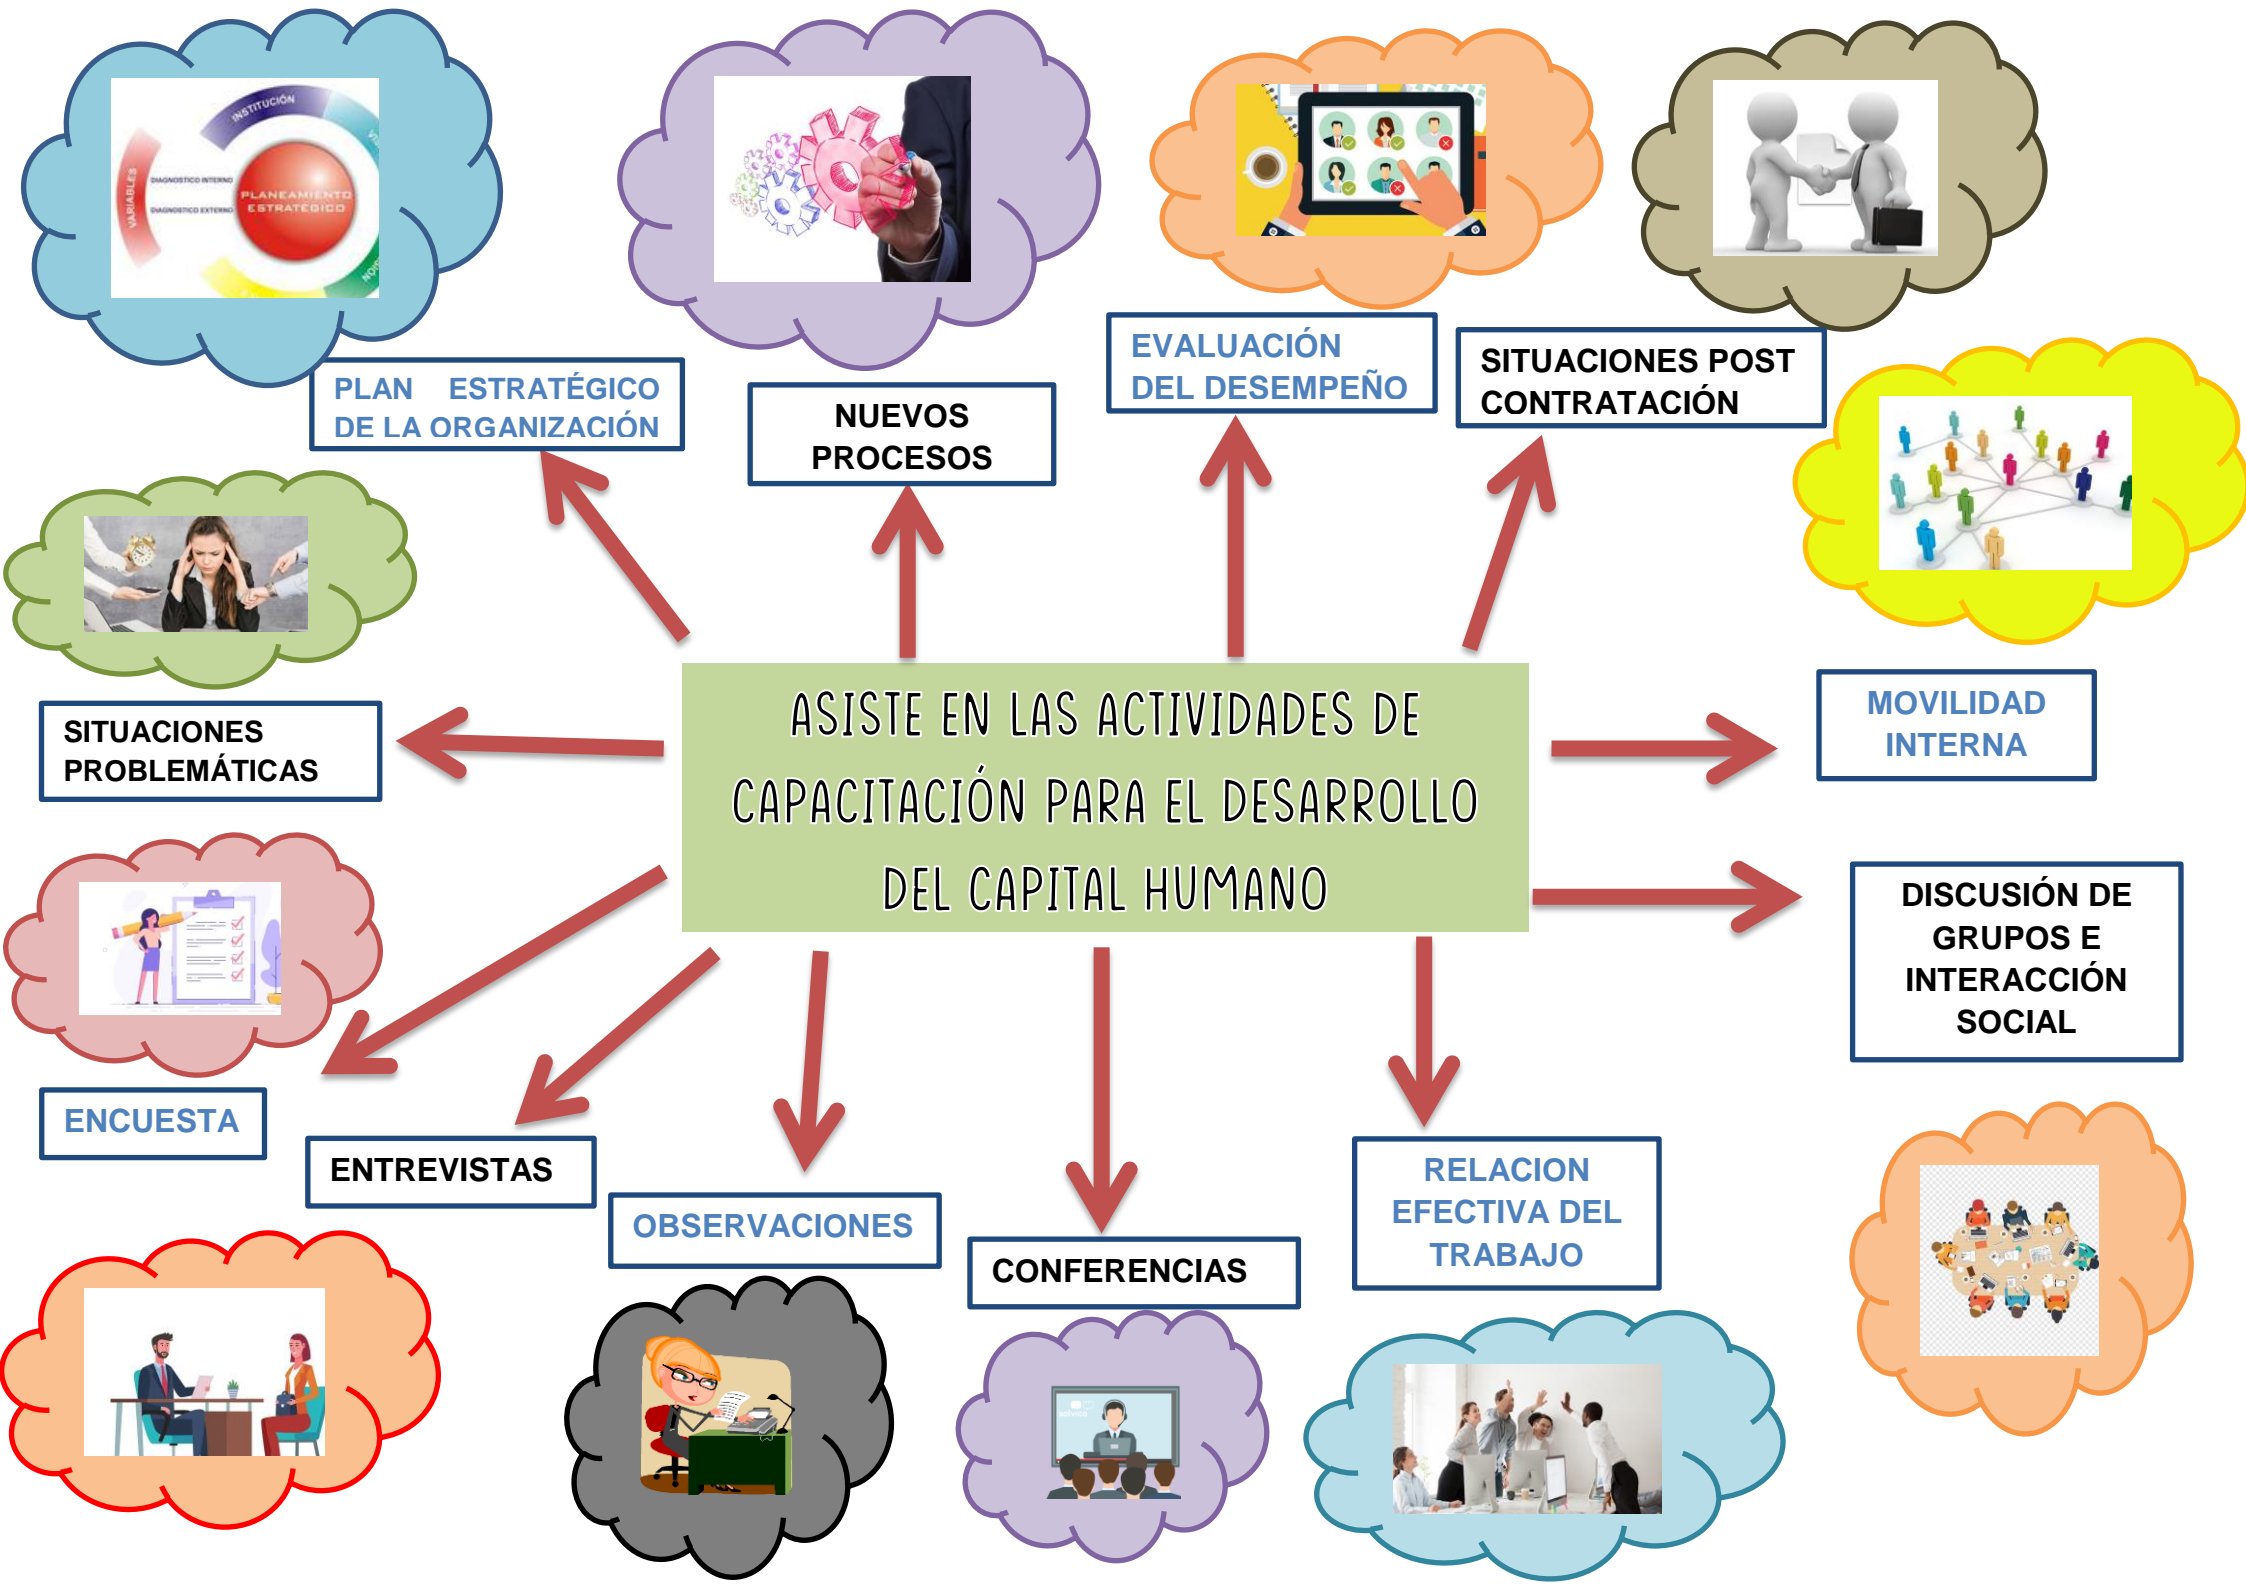 INSTITUCIÓN
VARIABLES
DIAGNOSTICO INTERNO
DIAGNOSTICO EXTERNO
PLANEAMIENTO
ESTRATÉGICO
PLAN ESTRATÉGICO
DE LA ORGANIZACIÓN
NUEVOS
PROCESOS
EVALUACIÓN
DEL DESEMPEÑO
SITUACIONES POST
CONTRATACIÓN
SITUACIONES
PROBLEMÁTICAS
ASISTE EN LAS ACTIVIDADES DE
CAPACITACIÓN PARA EL DESARROLLO
DEL CAPITAL HUMANO
MOVILIDAD
INTERNA
DISCUSIÓN DE
GRUPOS E
INTERACCIÓN
SOCIAL
ENCUESTA
ENTREVISTAS
OBSERVACIONES
CONFERENCIAS
RELACION
EFECTIVA DEL
TRABAJO